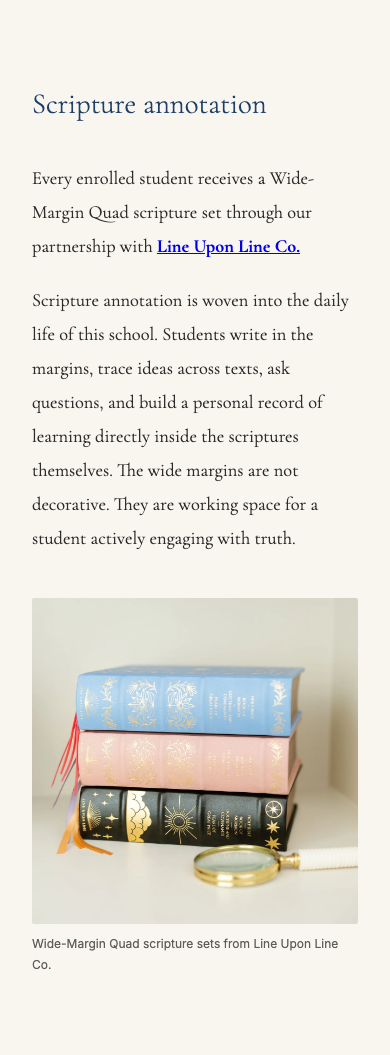 Scripture annotation
Every enrolled student receives a Wide-
Margin Quad scripture set through our
partnership with Line Upon Line Co.
Scripture annotation is woven into the daily
life of this school. Students write in the
margins, trace ideas across texts, ask
questions, and build a personal record of
learning directly inside the scriptures
themselves. The wide margins are not
decorative. They are working space for a
student actively engaging with truth.
Wide-Margin Quad scripture sets from Line Upon Line
Co.